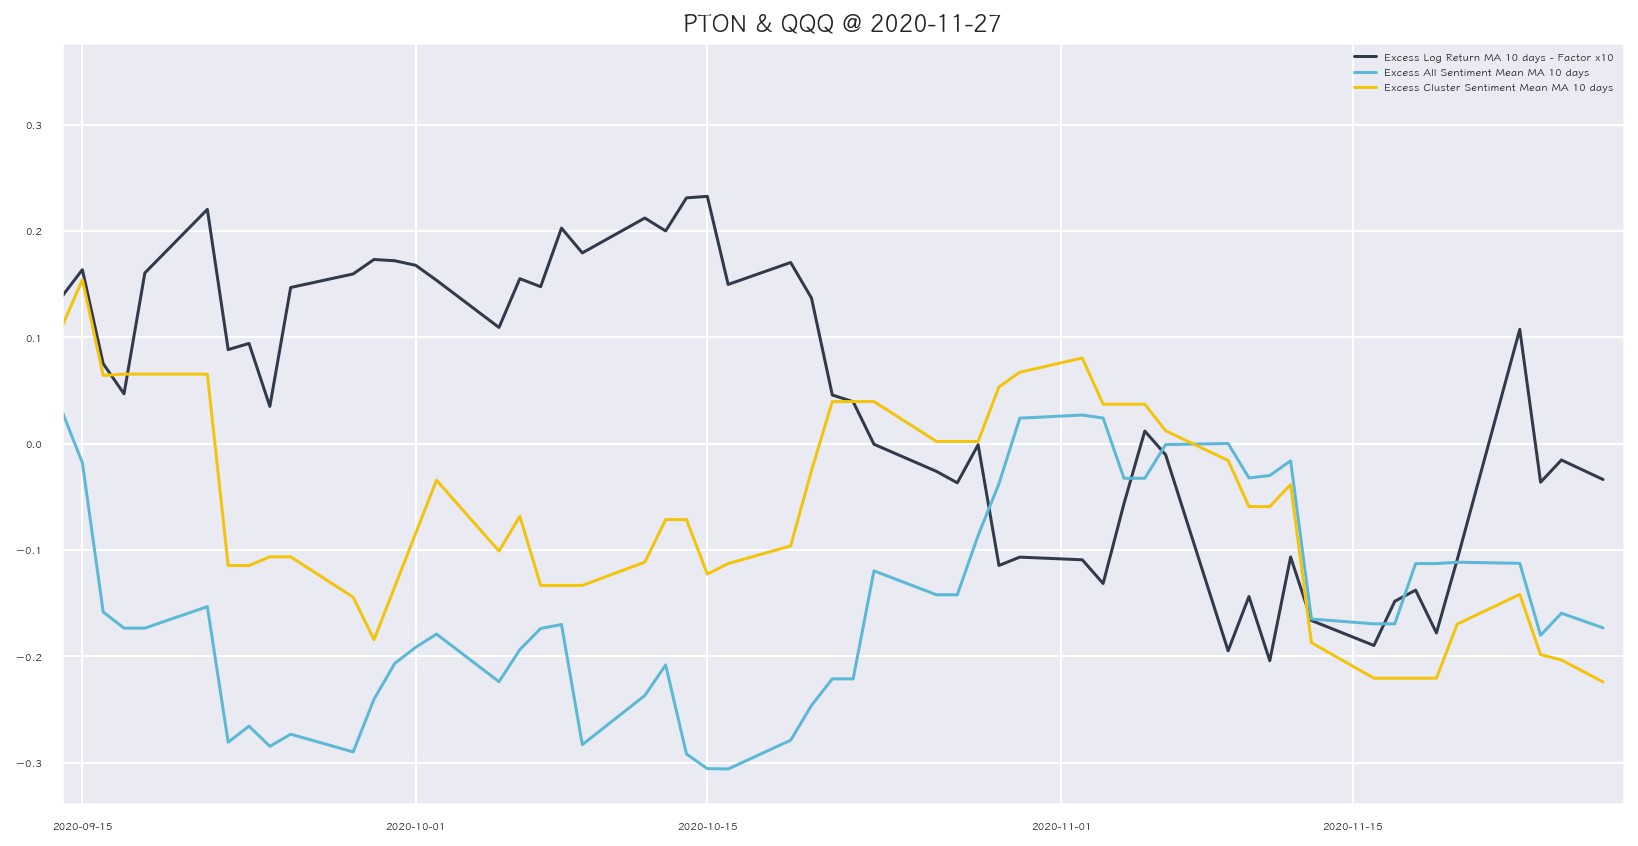 PTON & QQQ @ 2020-11-27
Excess Log Return MA 10 days - Factor x10
Excess All Sentiment Mean MA 10 days
Excess Cluster Sentiment Mean MA 10 days
0.3
0.2
0.1
0.0
−0.1
−0.2
−0.3
2020-09-15 2020-10-01 2020-10-15 2020-11-01 2020-11-15